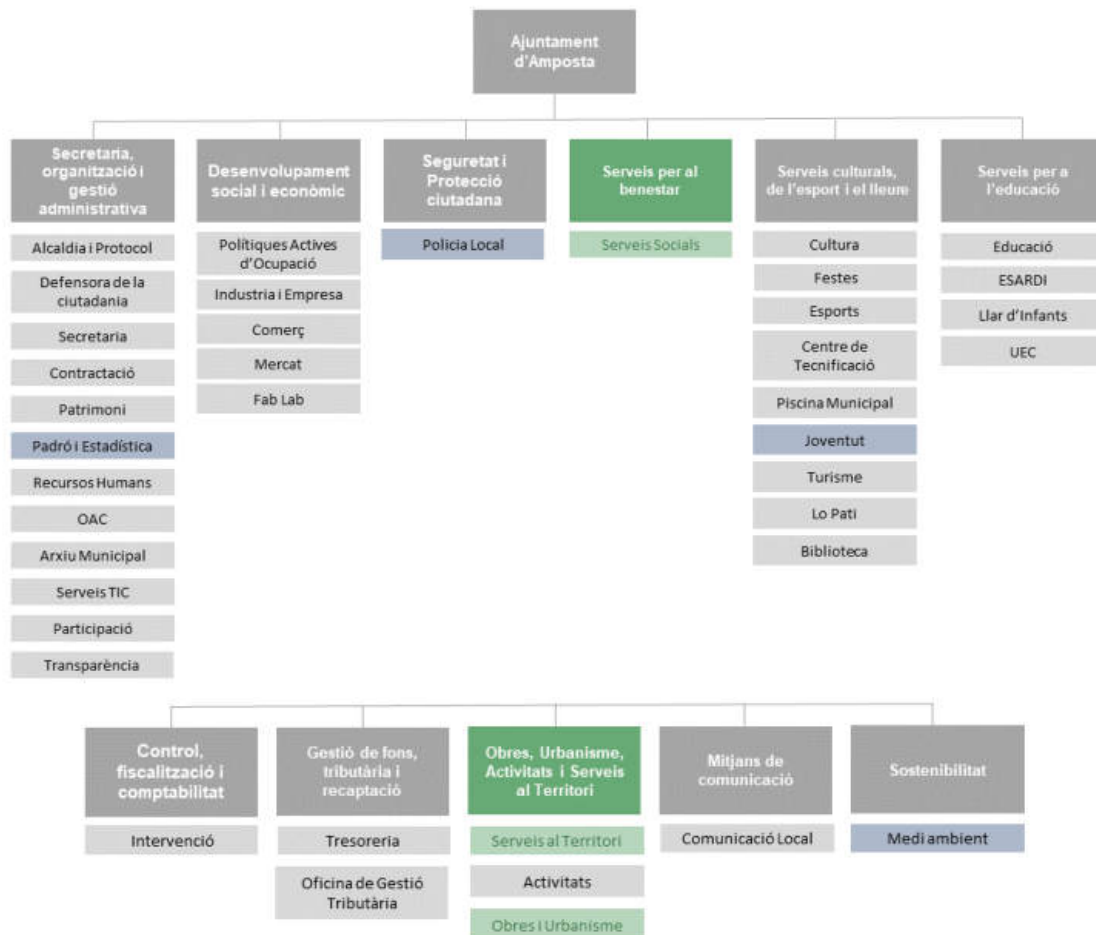 Ajuntament
d'Amposta
Secretaria,
organització i
gestió
administrativa
Alcaldia i Protocol
Defensora de la
ciutadania
Secretaria
Contractació
Patrimoni
Padró i Estadística
Recursos Humans
OAC
Arxiu Municipal
Serveis TIC
Participació
Transparència
Desenvolupament
social i econòmic
Polítiques Actives
d'Ocupació
Industria i Empresa
Comerç
Mercat
Fab Lab
Seguretat i
Protecció
ciutadana
Policia Local
Serveis per al
benestar
Serveis Socials
Serveis culturals,
de l'esport i el lleure
Cultura
Festes
Esports
Centre de
Tecnificació
Piscina Municipal
Joventut
Turisme
Lo Pati
Biblioteca
Serveis per a
l'educació
Educació
ESARDI
Llar d'Infants
UEC
Control,
fiscalització i
comptabilitat
Intervenció
Gestió de fons,
tributària i
recaptació
Tresoreria
Oficina de Gestió
Tributària
Obres, Urbanisme,
Activitats i Serveis
al Territori
Serveis al Territori
Activitats
Obres i Urbanisme
Mitjans de
comunicació
Comunicació Local
Sostenibilitat
Medi ambient